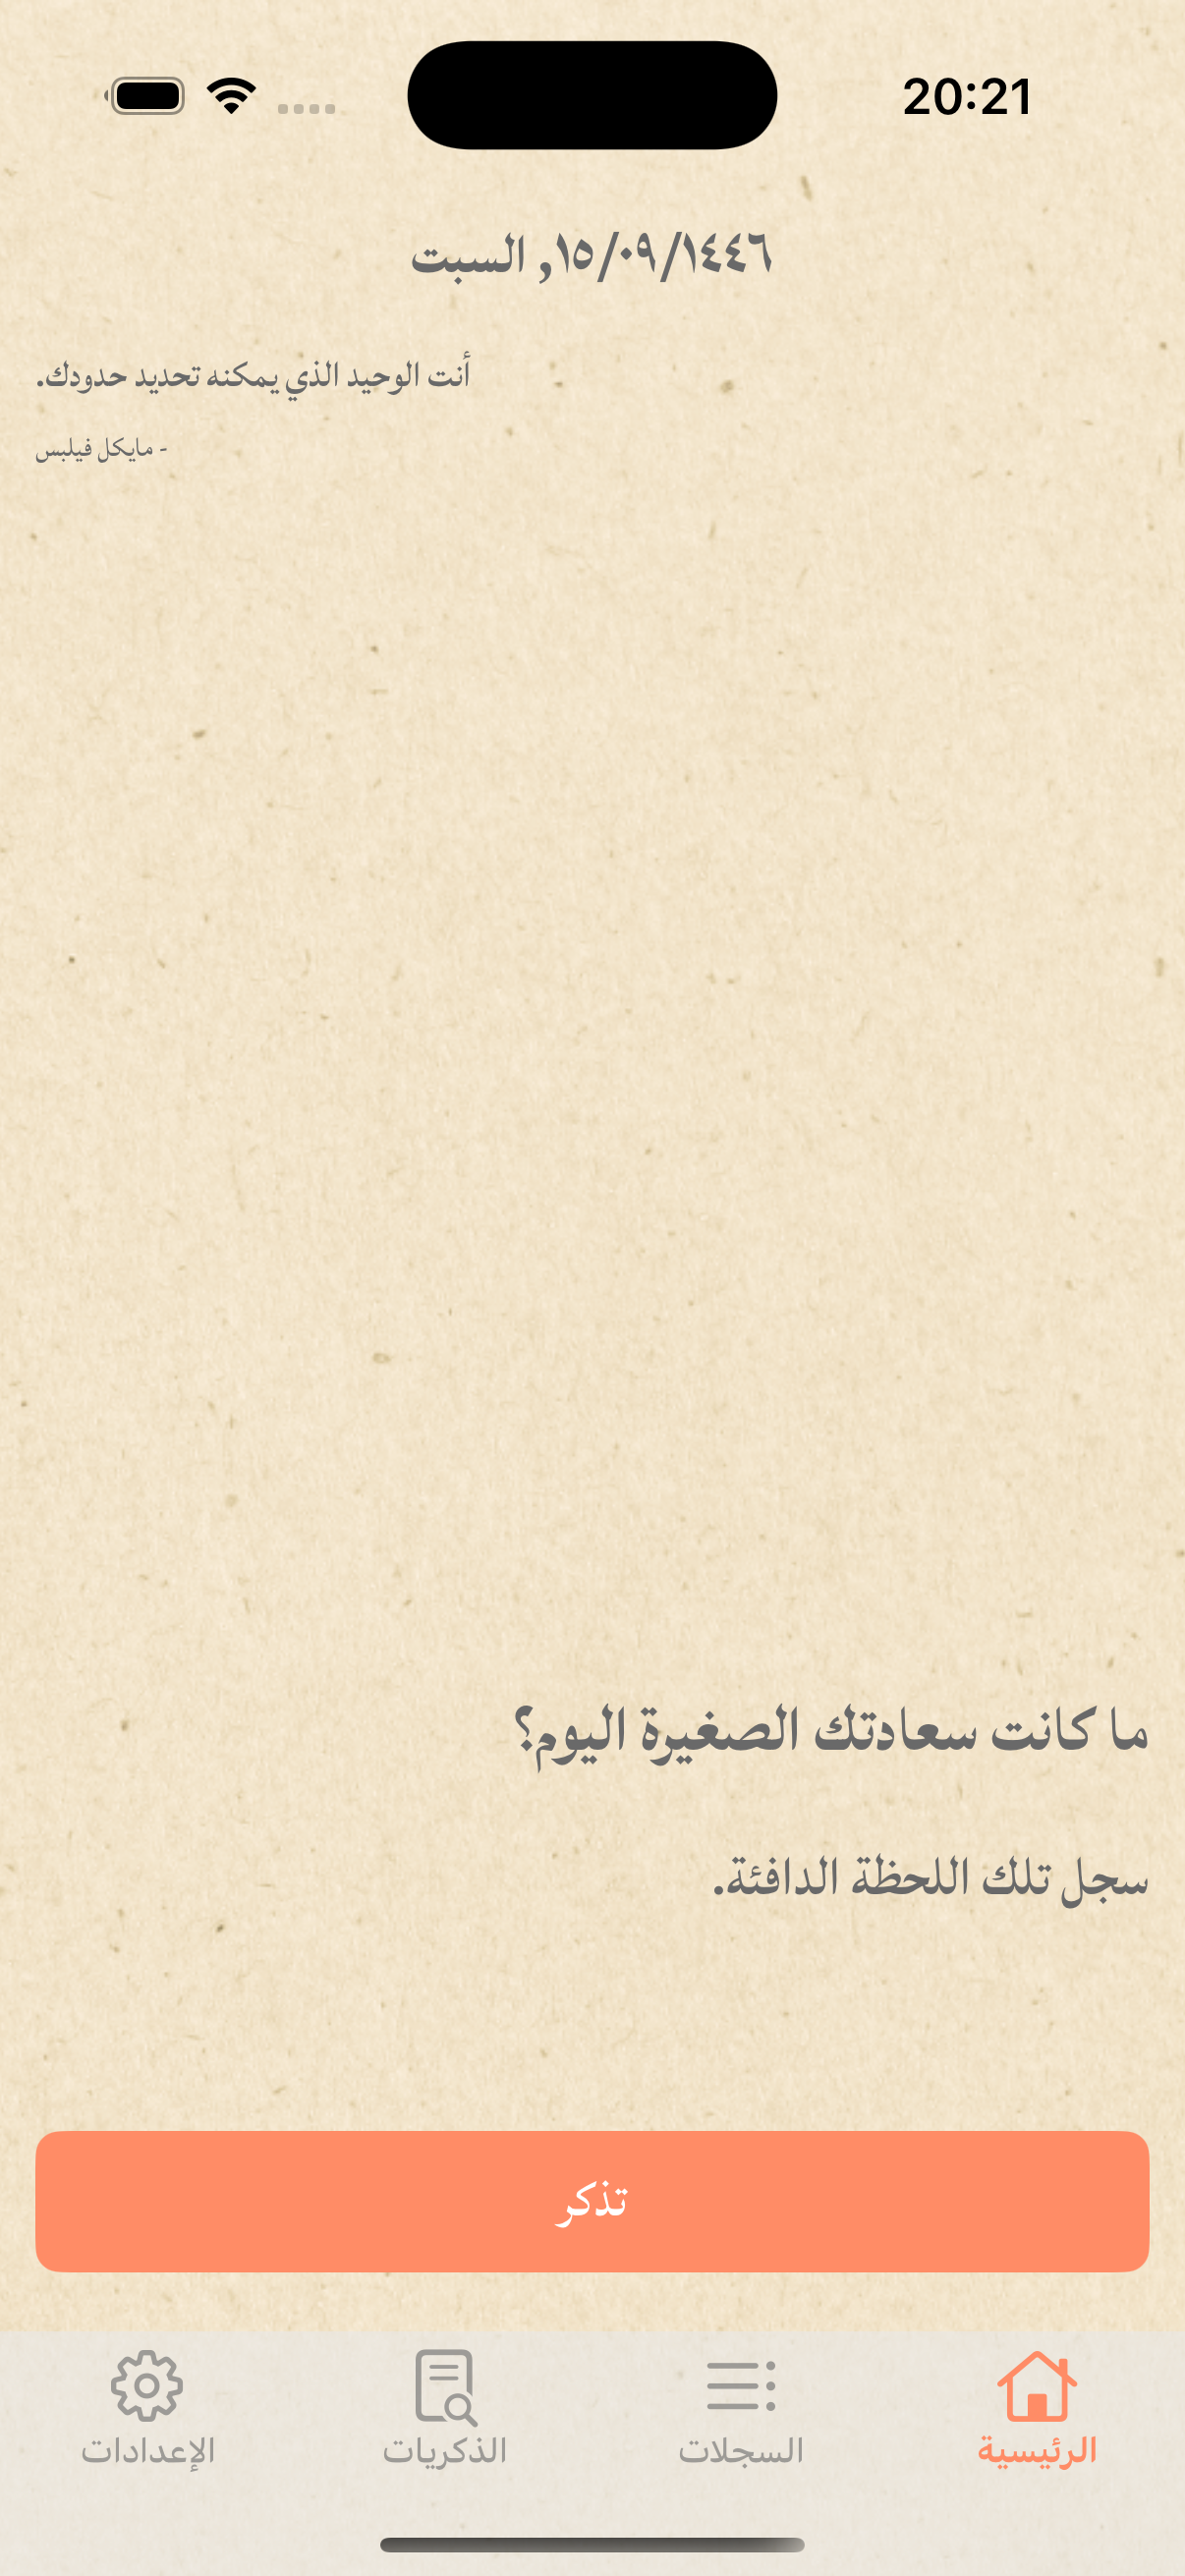 20:21
١٥/٠٩/١٤٤٦, السبت
أنت الوحيد الذي يمكنه تحديد حدودك.
- مايكل فيلبس
ما كانت سعادتك الصغيرة اليوم؟
سجل تلك اللحظة الدافئة.
تذكر
الرئيسية
السجلات
الذكريات
الإعدادات